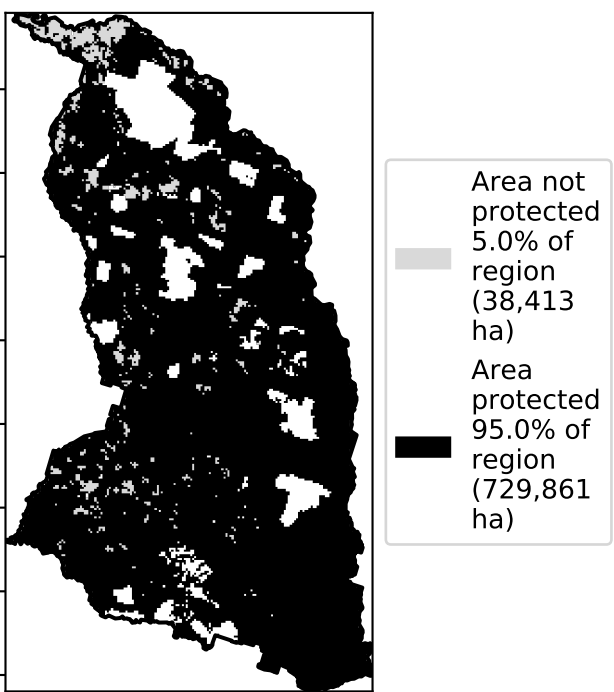 Area not
protected
5.0% of
region
(38,413
ha)
Area
protected
95.0% of
region
(729,861
ha)